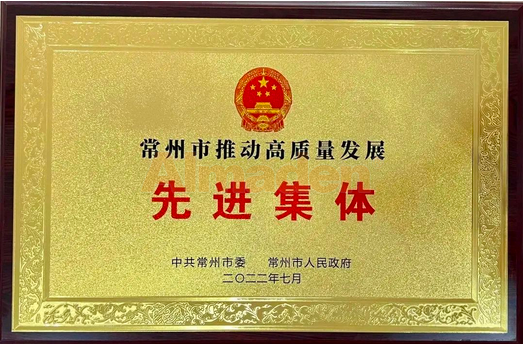 常州市推动高质量发展
先进集体
中共常州市委 常州市人民政府
二〇二二年七月